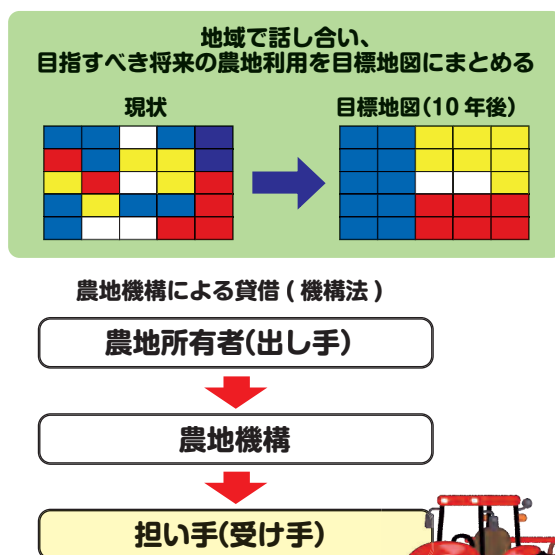 地域で話し合い、
目指すべき将来の農地利用を目標地図にまとめる
現状
目標地図(10年後)
農地機構による貸借(機構法)
農地所有者(出し手)
農地機構
担い手(受け手)